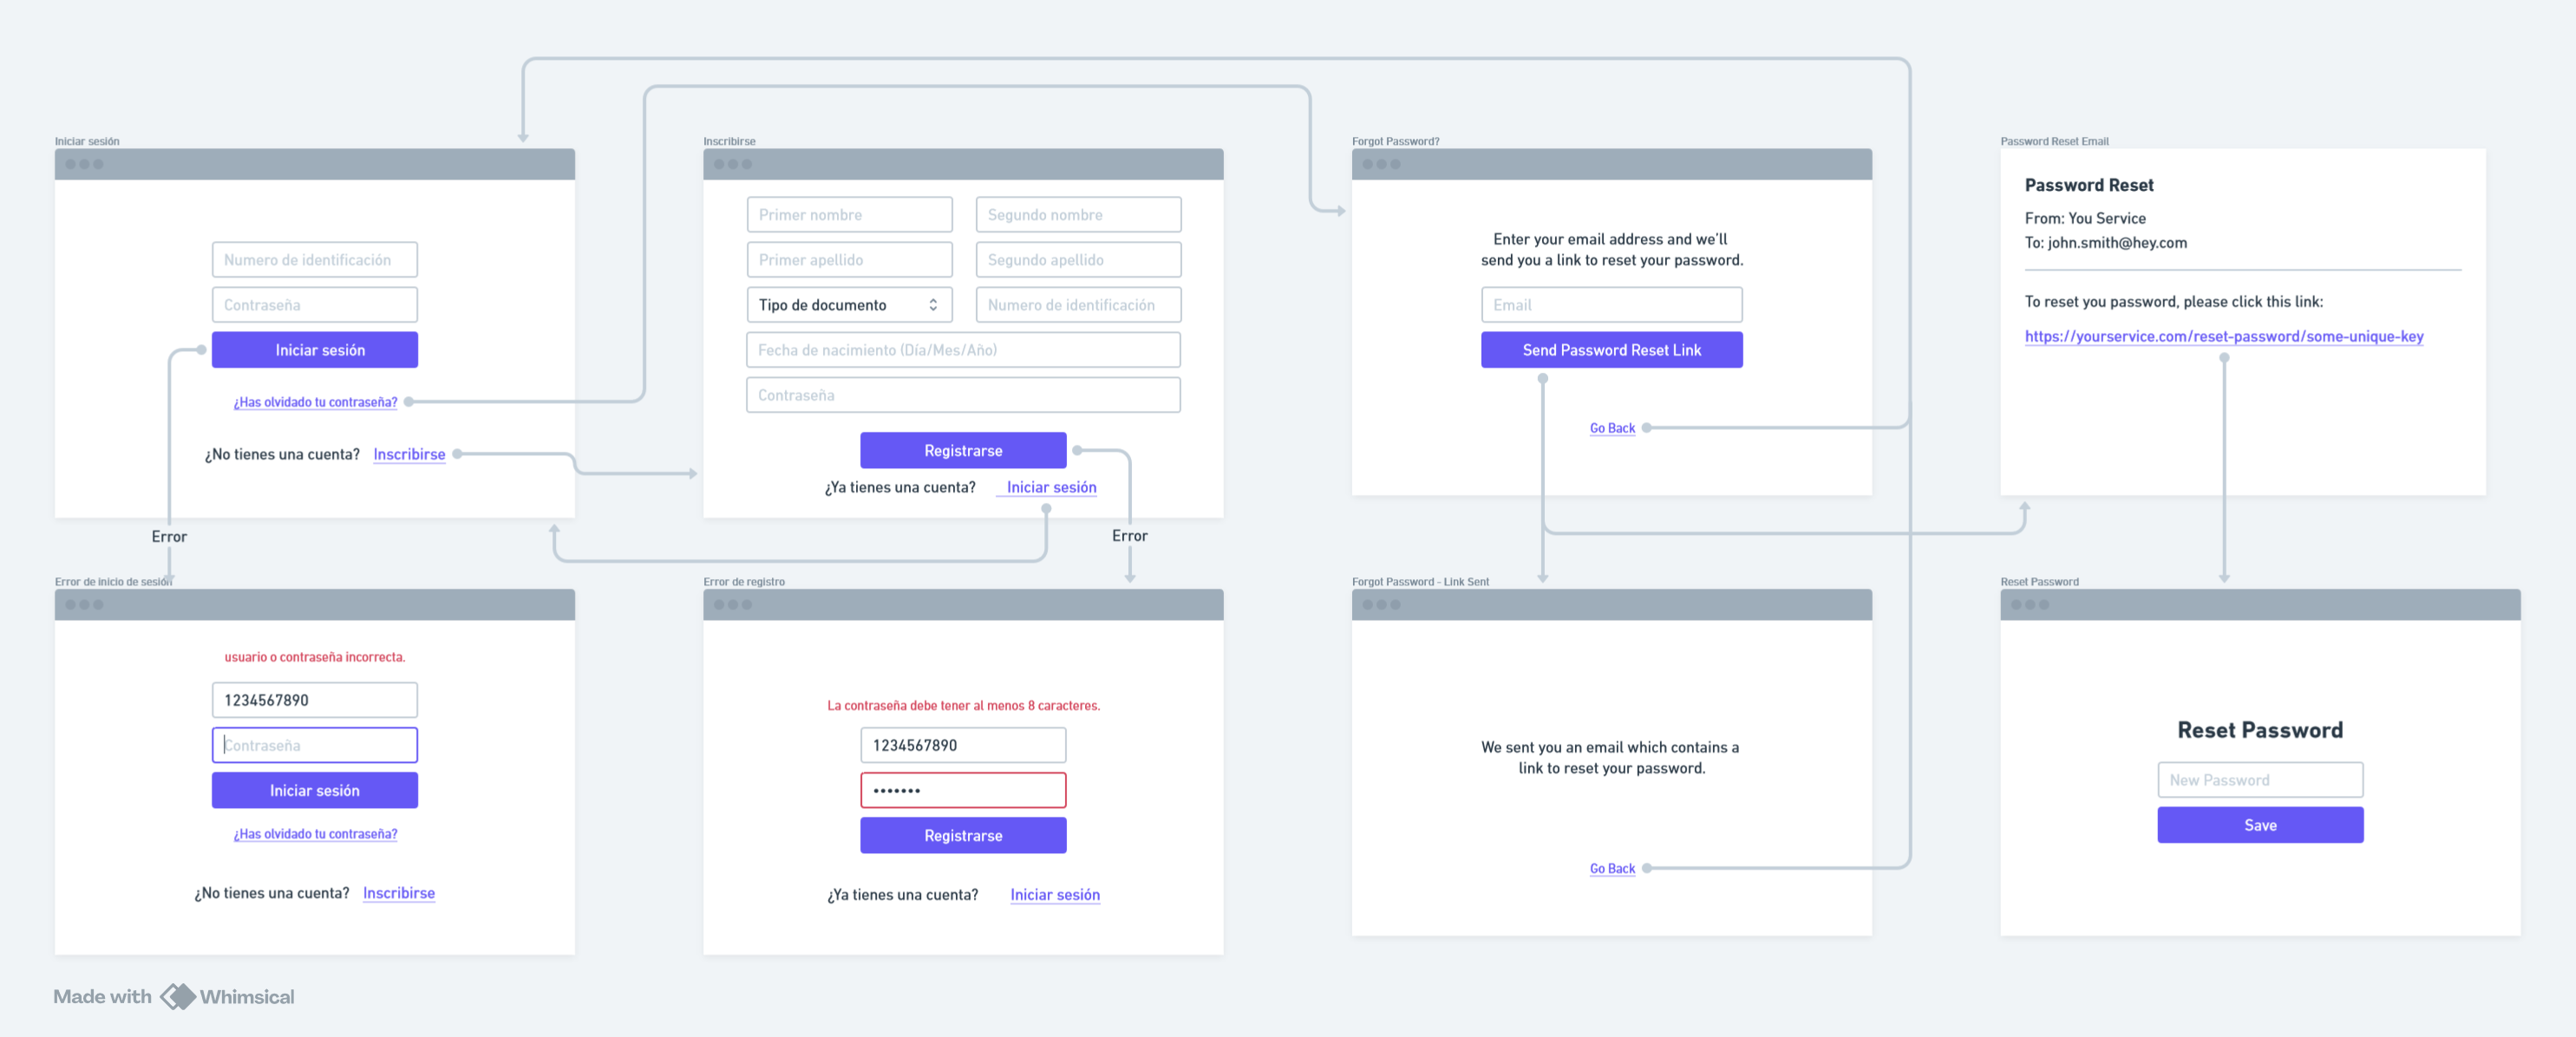 Iniciar sesión
Numero de identificación
Contraseña
Iniciar sesión
¿Has olvidado tu contraseña?
¿No tienes una cuenta? Inscribirse
Error
Inscribirse
Primer nombre
Segundo nombre
Primer apellido
Segundo apellido
Tipo de documento
Numero de identificación
Fecha de nacimiento (Día/Mes/Año)
Contraseña
Registrarse
¿Ya tienes una cuenta? Iniciar sesión
Error
Forgot Password?
Enter your email address and we'll
send you a link to reset your password.
Email
Send Password Reset Link
Go Back
Password Reset Email
Password Reset
From: You Service
To: john.smith@hey.com
To reset you password, please click this link:
https://yourservice.com/reset-password/some-unique-key
Error de inicio de sesión
usuario o contraseña incorrecta.
1234567890
Contraseña
Iniciar sesión
¿Has olvidado tu contraseña?
¿No tienes una cuenta? Inscribirse
Error de registro
La contraseña debe tener al menos 8 caracteres.
1234567890
•••••••
Registrarse
¿Ya tienes una cuenta? Iniciar sesión
Forgot Password - Link Sent
We sent you an email which contains a
link to reset your password.
Go Back
Reset Password
Reset Password
New Password
Save
Made with Whimsical